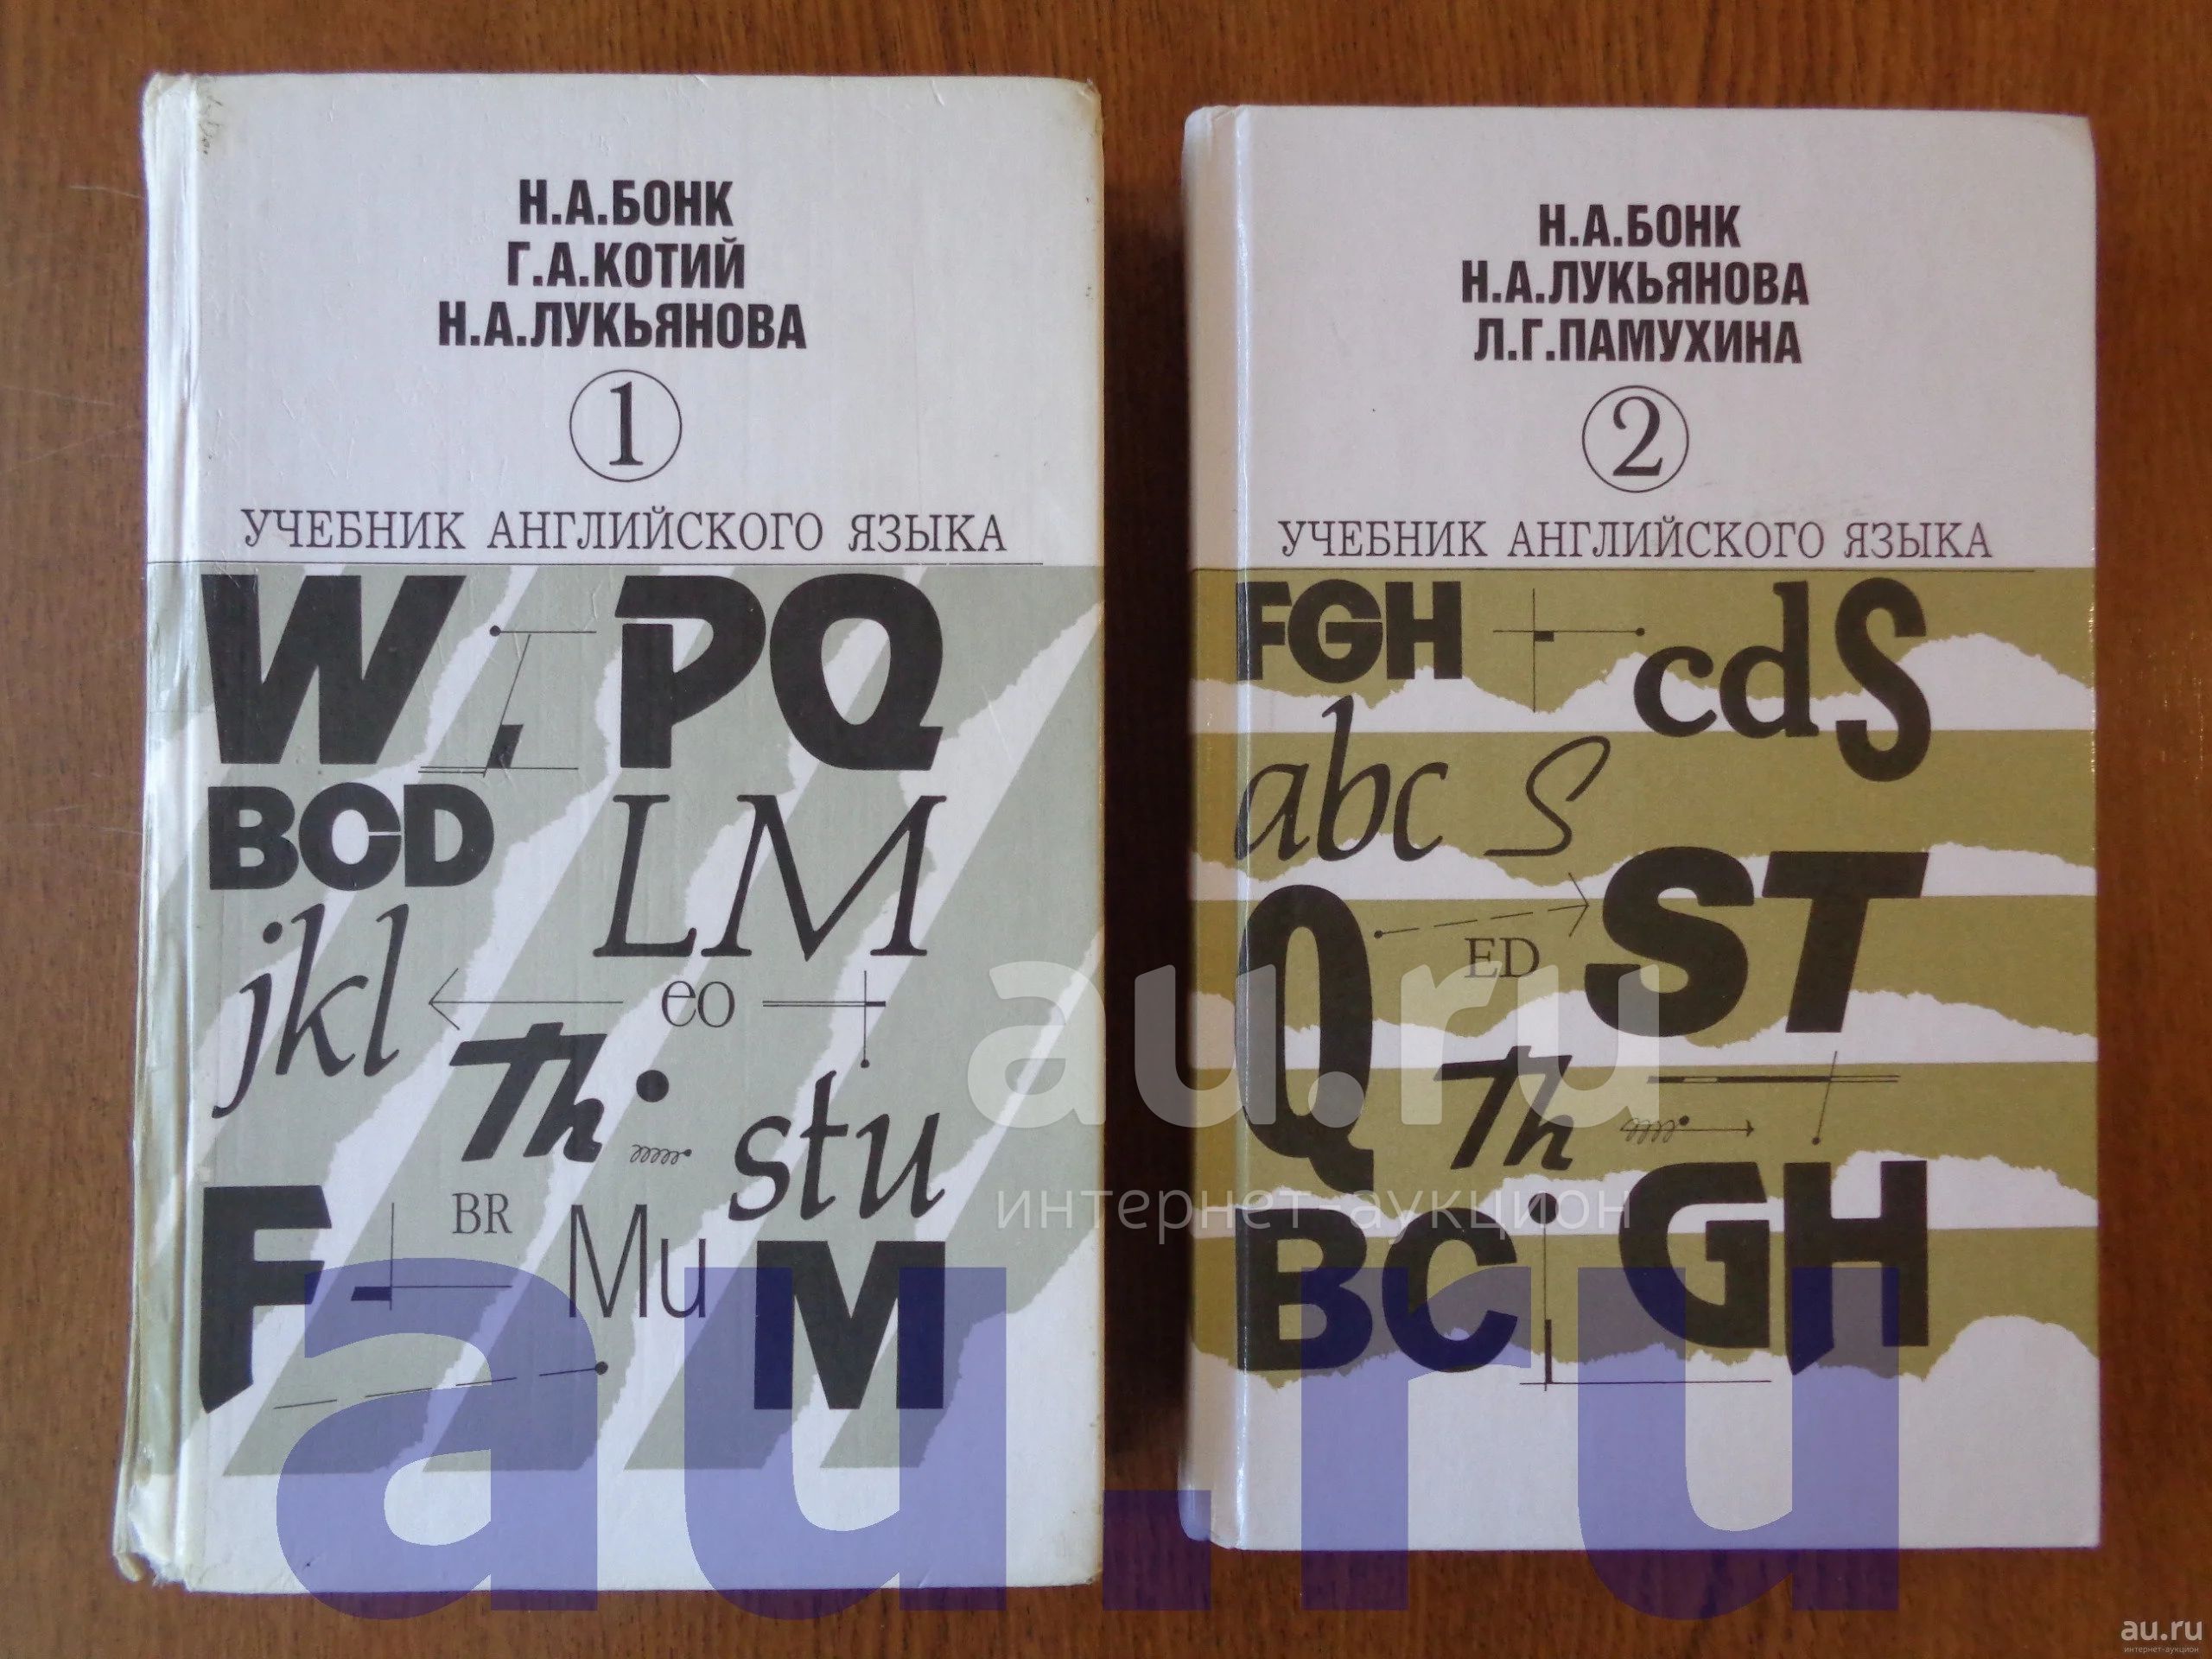 Н.А.БОНК
Г.А.КОТИЙ
Н.А.ЛУКЬЯНОВА
1
УЧЕБНИК АНГЛИЙСКОГО ЯЗЫКА
W PQ
BCD LM
jkl eo
Th stu
F BR Mu M
Н.А.БОНК
Н.А.ЛУКЬЯНОВА
Л.Г.ПАМУХИНА
2
УЧЕБНИК АНГЛИЙСКОГО ЯЗЫКА
FGH cd S
abc S
Q ED ST
Th
BC GH
au.ru
интернет-аукцион
au.ru
au.ru
интернет-аукцион